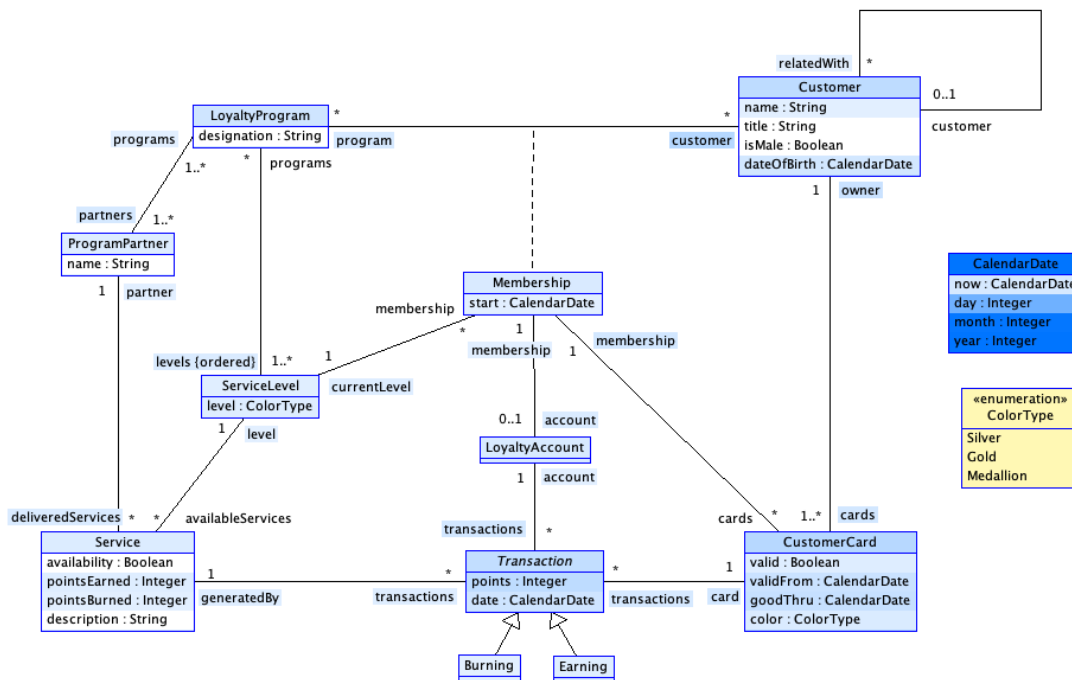 relatedWith *
Customer
name : String
title : String
isMale : Boolean
dateOfBirth : CalendarDate
0..1
customer
LoyaltyProgram
designation : String
*
program
*
customer
programs
1..*
*
programs
1 owner
partners
1..*
ProgramPartner
name : String
1 partner
Membership
start : CalendarDate
CalendarDate
now : CalendarDate
day : Integer
month : Integer
year : Integer
membership
*
1
membership
membership
1
levels {ordered}
1..*
1
currentLevel
ServiceLevel
level : ColorType
1 level
0..1 account
LoyaltyAccount
1 account
«enumeration»
ColorType
Silver
Gold
Medallion
deliveredServices * * availableServices
transactions *
cards * 1..* cards
Service
availability : Boolean
pointsEarned : Integer
pointsBurned : Integer
description : String
1
generatedBy
*
transactions
Transaction
points : Integer
date : CalendarDate
*
transactions
1
card
CustomerCard
valid : Boolean
validFrom : CalendarDate
goodThru : CalendarDate
color : ColorType
Burning
Earning